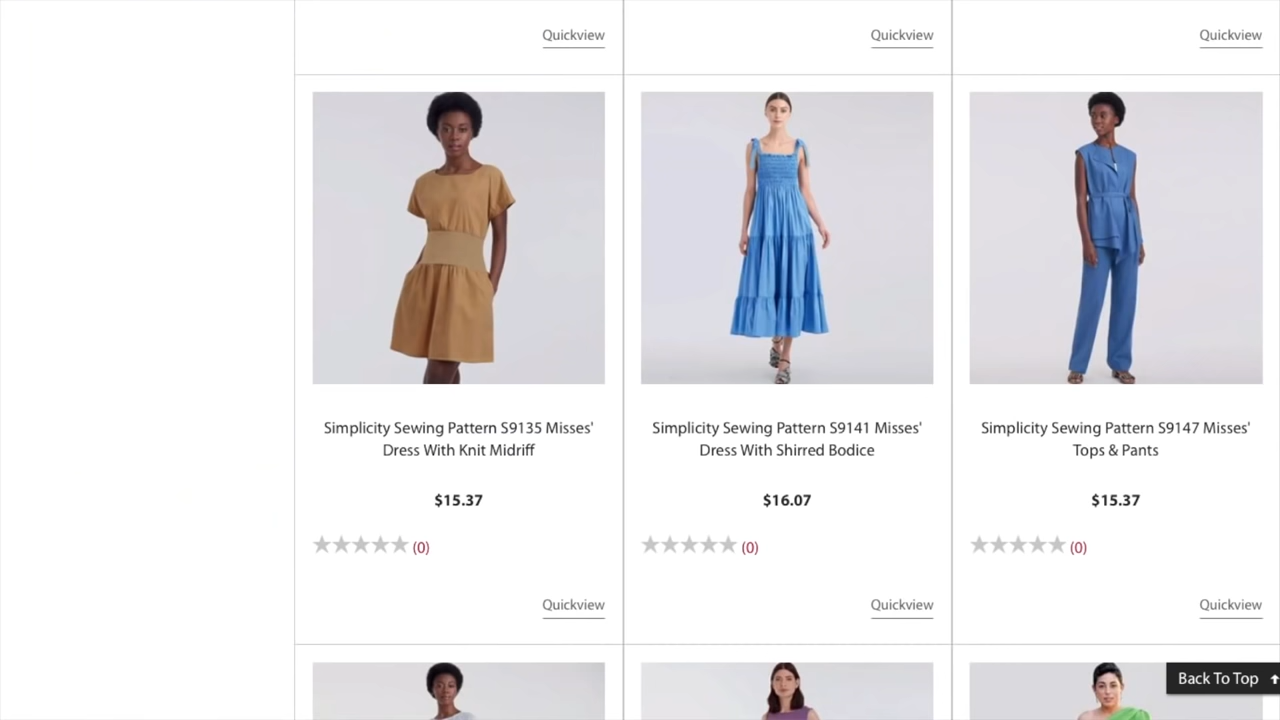 Quickview
Quickview
Quickview
Simplicity Sewing Pattern S9135 Misses'
Dress With Knit Midriff
$15.37
(0)
Quickview
Simplicity Sewing Pattern S9141 Misses'
Dress With Shirred Bodice
$16.07
(0)
Quickview
Simplicity Sewing Pattern S9147 Misses'
Tops & Pants
$15.37
(0)
Quickview
Back To Top